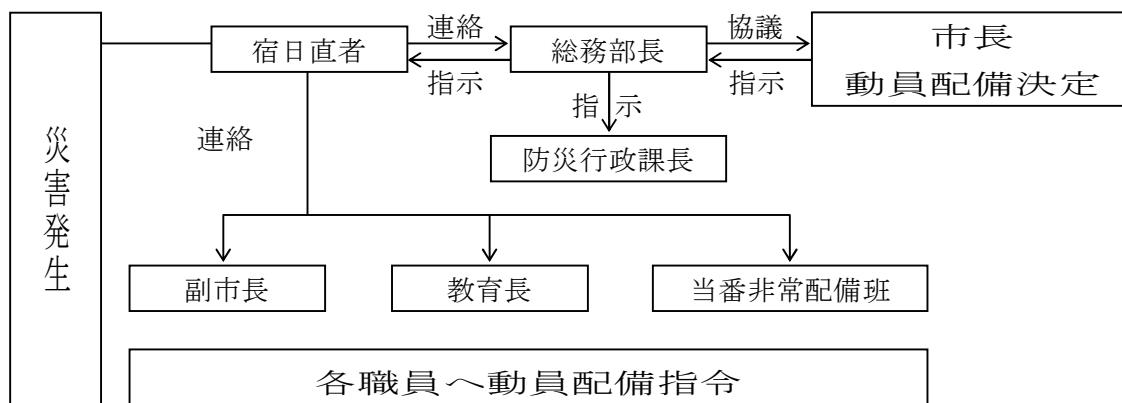 宿日直者
連絡
指示
総務部長
協議
指示
市長
動員配備決定
指示
防災行政課長
連絡
災害発生
副市長
教育長
当番非常配備班
各職員へ動員配備指令